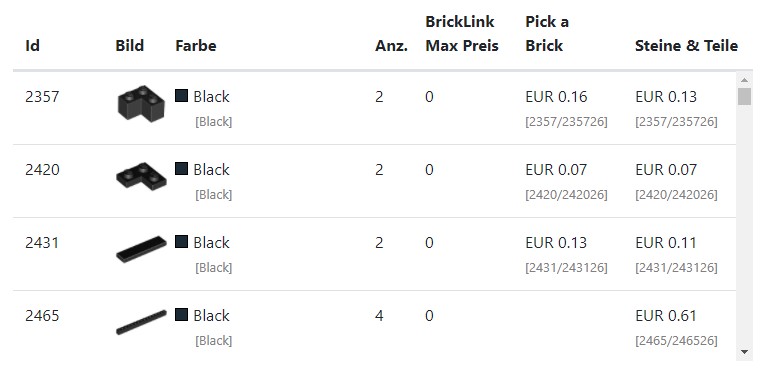 Id Bild Farbe Anz. BrickLink Max Preis Pick a Brick Steine & Teile
2357 Black 2 0 EUR 0.16 EUR 0.13
[Black] [2357/235726] [2357/235726]
2420 Black 2 0 EUR 0.07 EUR 0.07
[Black] [2420/242026] [2420/242026]
2431 Black 2 0 EUR 0.13 EUR 0.11
[Black] [2431/243126] [2431/243126]
2465 Black 4 0 EUR 0.61
[Black] [2465/246526]